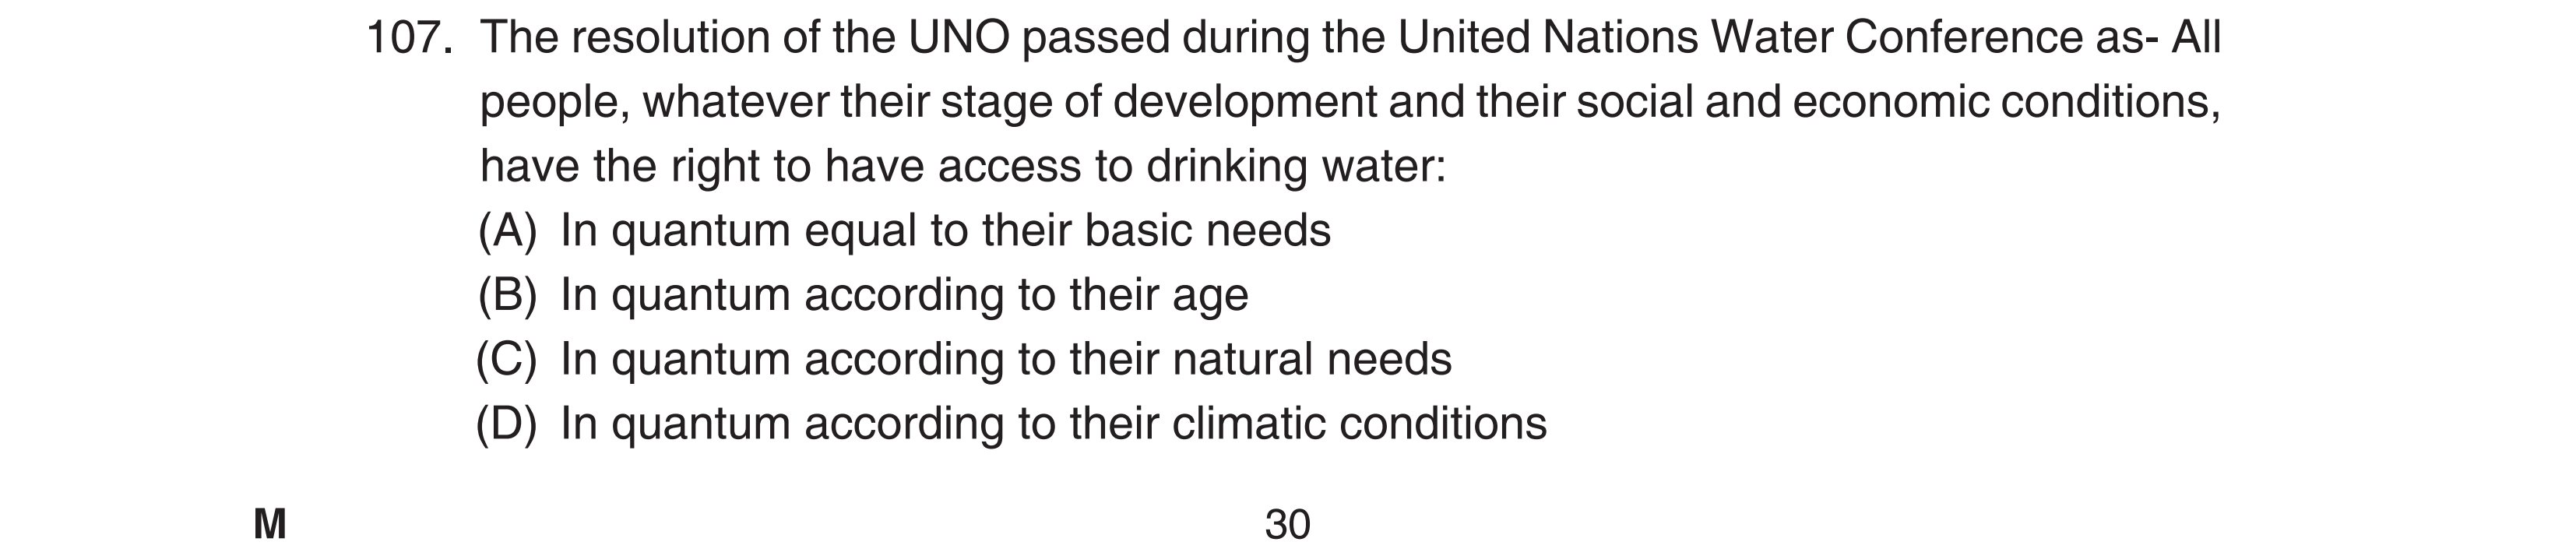 107. The resolution of the UNO passed during the United Nations Water Conference as- All
people, whatever their stage of development and their social and economic conditions,
have the right to have access to drinking water:
(A) In quantum equal to their basic needs
(B) In quantum according to their age
(C) In quantum according to their natural needs
(D) In quantum according to their climatic conditions
M 30